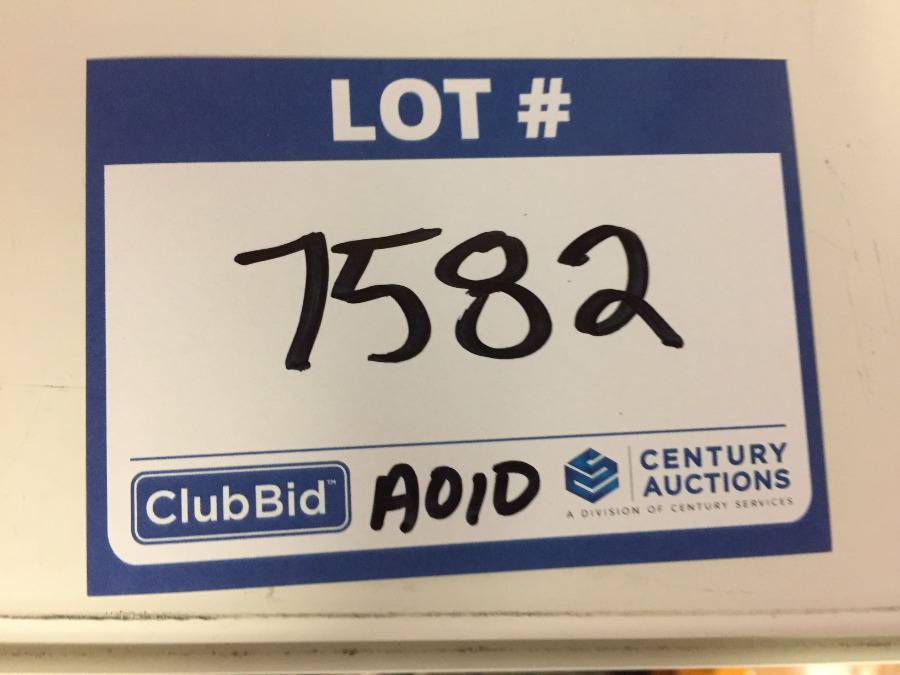 LOT #
7582
ClubBid™ A01D CENTURY
AUCTIONS
A DIVISION OF CENTURY SERVICES